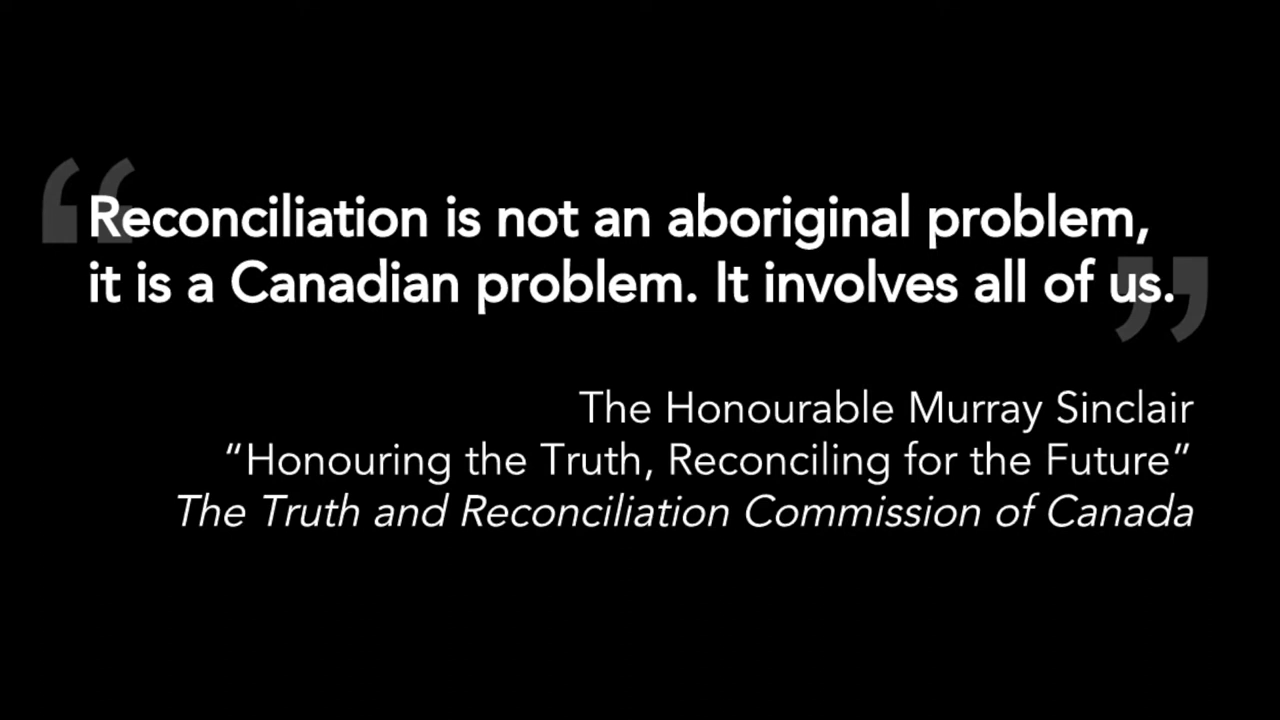 “Reconciliation is not an aboriginal problem,
it is a Canadian problem. It involves all of us.”
The Honourable Murray Sinclair
“Honouring the Truth, Reconciling for the Future”
The Truth and Reconciliation Commission of Canada